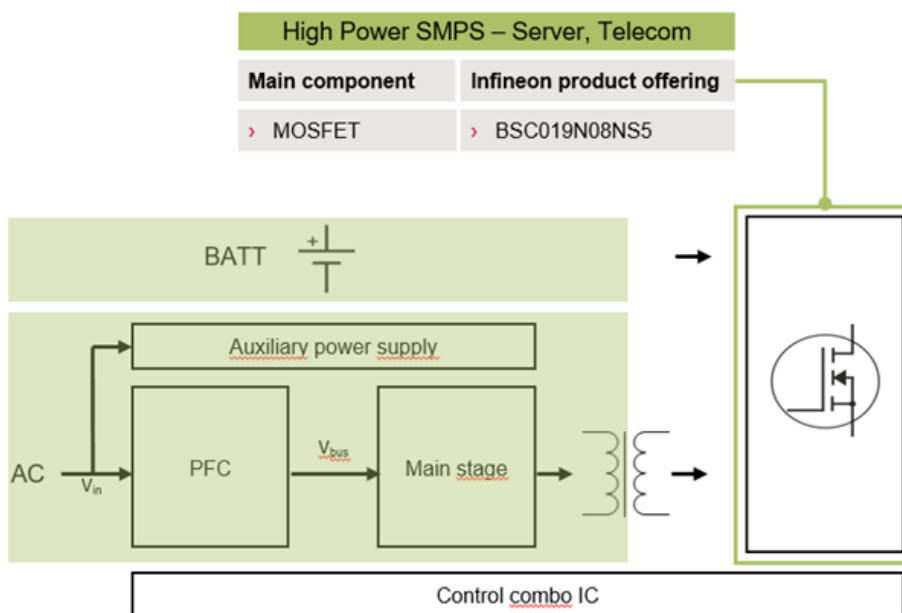 High Power SMPS – Server, Telecom
Main component
Infineon product offering
› MOSFET
› BSC019N08NS5
BATT
+
Auxiliary power supply
AC
Vin
PFC
Vbus
Main stage
Control combo IC